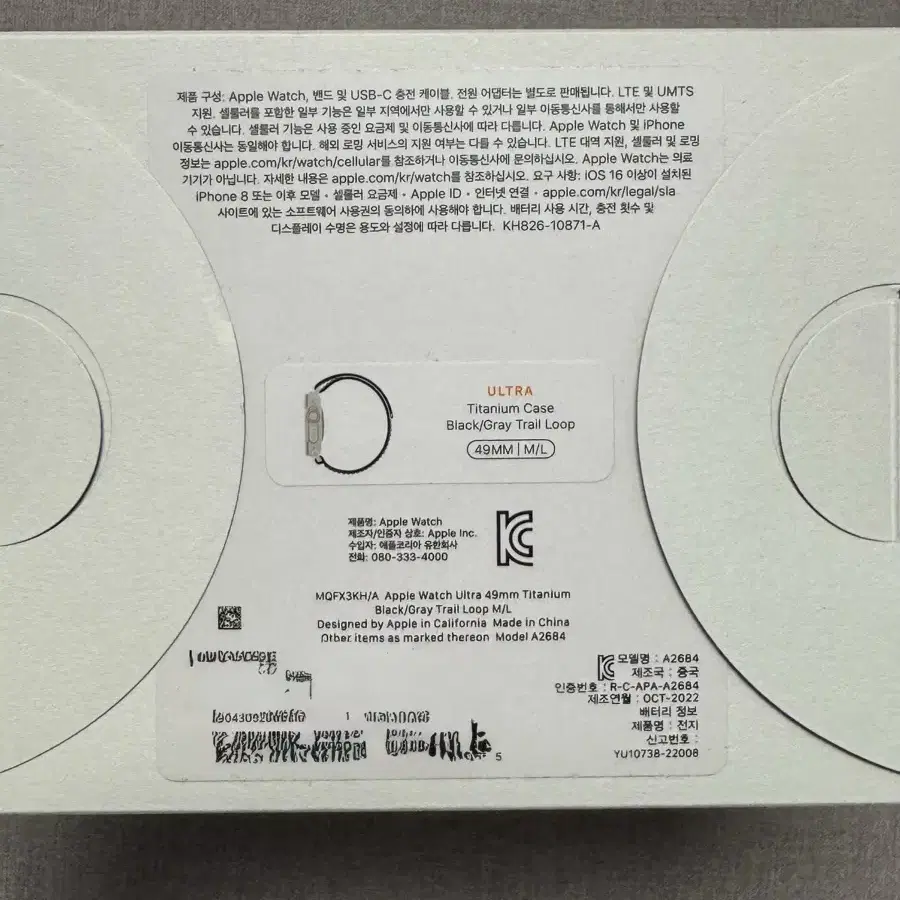 제품 구성: Apple Watch, 밴드 및 USB-C 충전 케이블. 전원 어댑터는 별도로 판매됩니다. LTE 및 UMTS
지원. 셀룰러를 포함한 일부 기능은 일부 지역에서만 사용할 수 있거나 일부 이동통신사를 통해서만 사용할
수 있습니다. 셀룰러 기능은 사용 중인 요금제 및 이동통신사에 따라 다릅니다. Apple Watch 및 iPhone
이동통신사는 동일해야 합니다. 해외 로밍 서비스의 지원 여부는 다를 수 있습니다. LTE 대역 지원, 셀룰러 및 로밍
정보는 apple.com/kr/watch/cellular를 참조하거나 이동통신사에 문의하십시오. Apple Watch는 의료
기기가 아닙니다. 자세한 내용은 apple.com/kr/watch를 참조하십시오. 요구 사항: iOS 16 이상이 설치된
iPhone 8 또는 이후 모델 • 셀룰러 요금제 • Apple ID • 인터넷 연결 • apple.com/kr/legal/sla
사이트에 있는 소프트웨어 사용권의 동의하에 사용해야 합니다. 배터리 사용 시간, 충전 횟수 및
디스플레이 수명은 용도와 설정에 따라 다릅니다. KH826-10871-A
ULTRA
Titanium Case
Black/Gray Trail Loop
49MM | M/L
제품명: Apple Watch
제조자/인증자 상호: Apple Inc.
수입자: 애플코리아 유한회사
전화: 080-333-4000
MQFX3KH/A Apple Watch Ultra 49mm Titanium
Black/Gray Trail Loop M/L
Designed by Apple in California Made in China
Other items as marked thereon Model A2684
모델명 : A2684
제조국 : 중국
인증번호 : R-C-APA-A2684
제조연월 : OCT-2022
배터리 정보
제품명 : 전지
신고번호 :
YU10738-22008